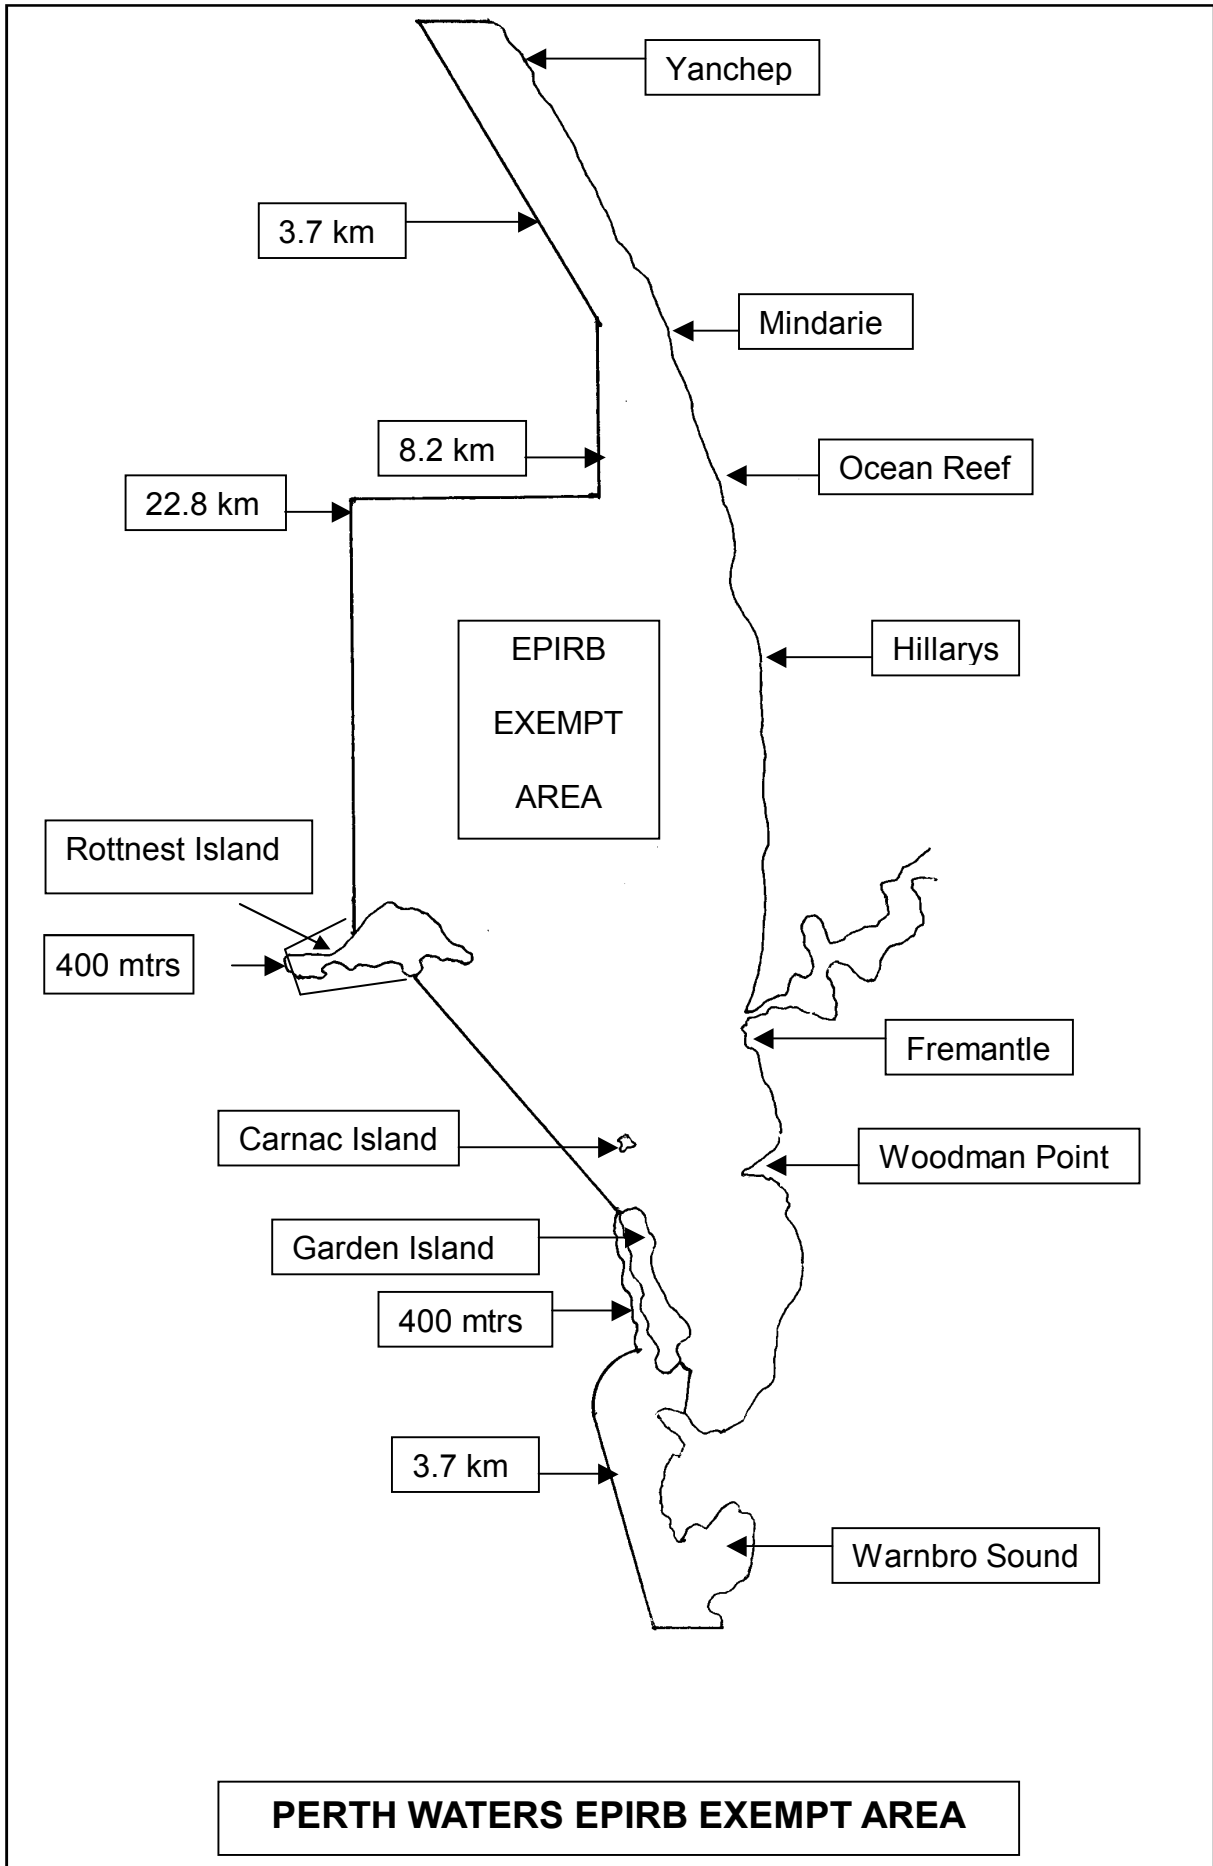 Yanchep
3.7 km
Mindarie
8.2 km
Ocean Reef
22.8 km
EPIRB
EXEMPT
AREA
Hillarys
Rottnest Island
400 mtrs
Fremantle
Carnac Island
Woodman Point
Garden Island
400 mtrs
3.7 km
Warnbro Sound
PERTH WATERS EPIRB EXEMPT AREA